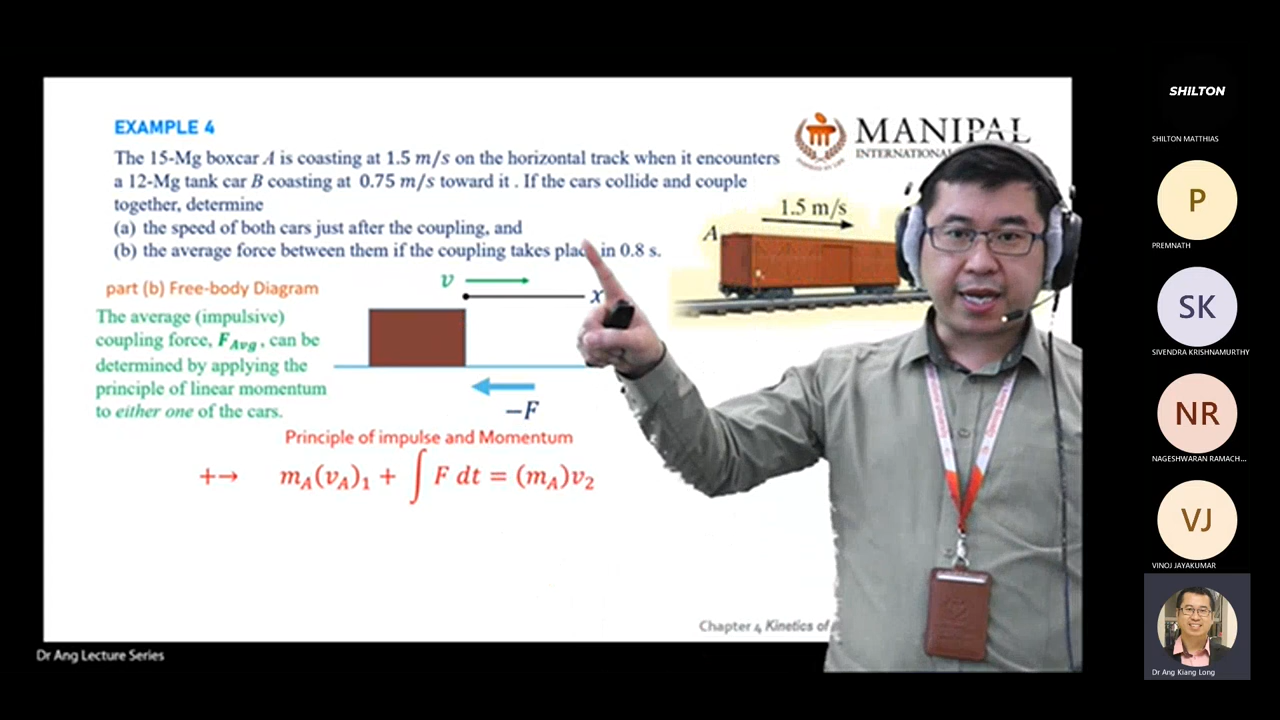 EXAMPLE 4
The 15-Mg boxcar A is coasting at 1.5 m/s on the horizontal track when it encounters
a 12-Mg tank car B coasting at 0.75 m/s toward it . If the cars collide and couple
together, determine
(a) the speed of both cars just after the coupling, and
(b) the average force between them if the coupling takes place in 0.8 s.
MANIPAL
INTERNATIONAL
1.5 m/s
A
part (b) Free-body Diagram
The average (impulsive)
coupling force, F_Avg , can be
determined by applying the
principle of linear momentum
to either one of the cars.
v
x
−F
Principle of impulse and Momentum
+→ m_A(v_A)_1 + ∫ F dt = (m_A)v_2
Chapter 4 Kinetics of
Dr Ang Lecture Series
SHILTON
SHILTON MATTHIAS
P
PREMNATH
SK
SIVENDRA KRISHNAMURTHY
NR
NAGESHWARAN RAMACH...
VJ
VINOJ JAYAKUMAR
Dr Ang Kiang Long